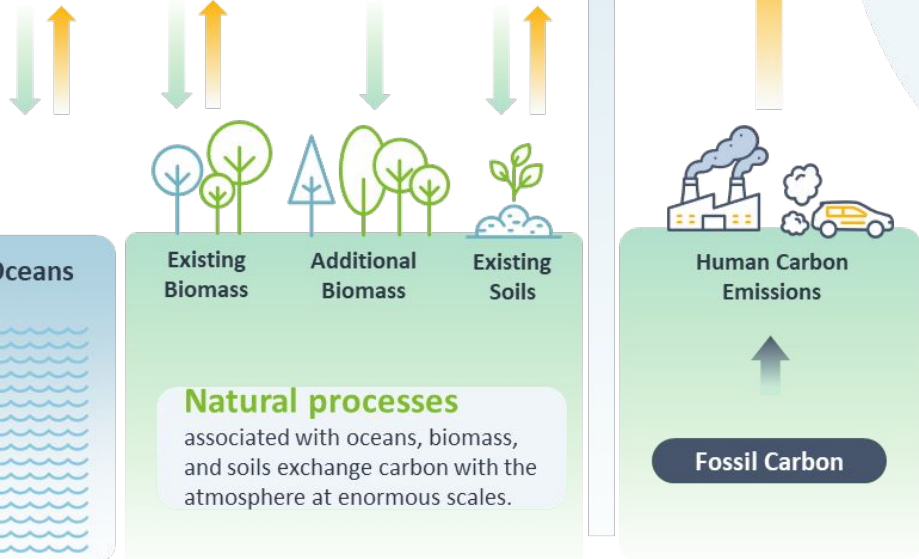 Oceans
Existing
Biomass
Additional
Biomass
Existing
Soils
Human Carbon
Emissions
Natural processes
associated with oceans, biomass,
and soils exchange carbon with the
atmosphere at enormous scales.
Fossil Carbon